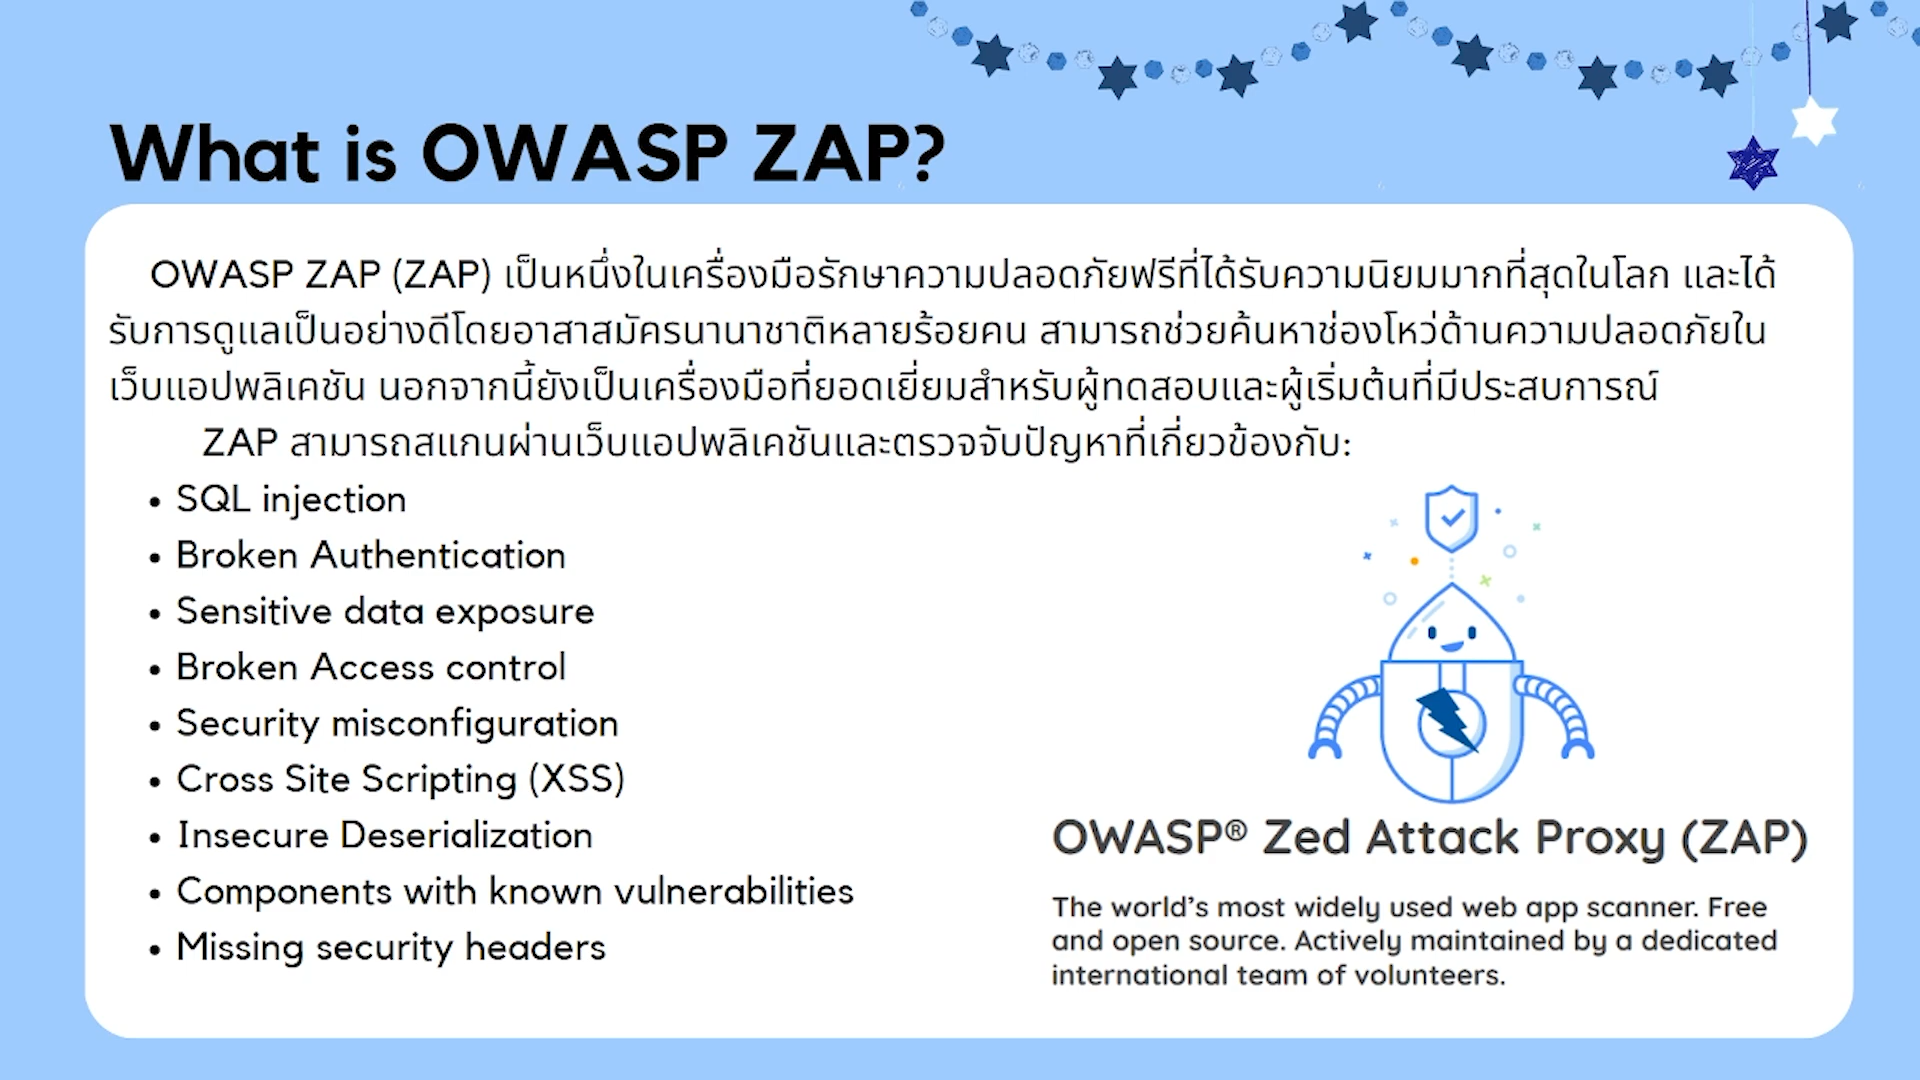 What is OWASP ZAP?
OWASP ZAP (ZAP) เป็นหนึ่งในเครื่องมือรักษาความปลอดภัยฟรีที่ได้รับความนิยมมากที่สุดในโลก และได้
รับการดูแลเป็นอย่างดีโดยอาสาสมัครนานาชาติหลายร้อยคน สามารถช่วยค้นหาช่องโหว่ด้านความปลอดภัยใน
เว็บแอปพลิเคชัน นอกจากนี้ยังเป็นเครื่องมือที่ยอดเยี่ยมสำหรับผู้ทดสอบและผู้เริ่มต้นที่มีประสบการณ์
ZAP สามารถสแกนผ่านเว็บแอปพลิเคชันและตรวจจับปัญหาที่เกี่ยวข้องกับ:
• SQL injection
• Broken Authentication
• Sensitive data exposure
• Broken Access control
• Security misconfiguration
• Cross Site Scripting (XSS)
• Insecure Deserialization
• Components with known vulnerabilities
• Missing security headers
OWASP® Zed Attack Proxy (ZAP)
The world's most widely used web app scanner. Free
and open source. Actively maintained by a dedicated
international team of volunteers.